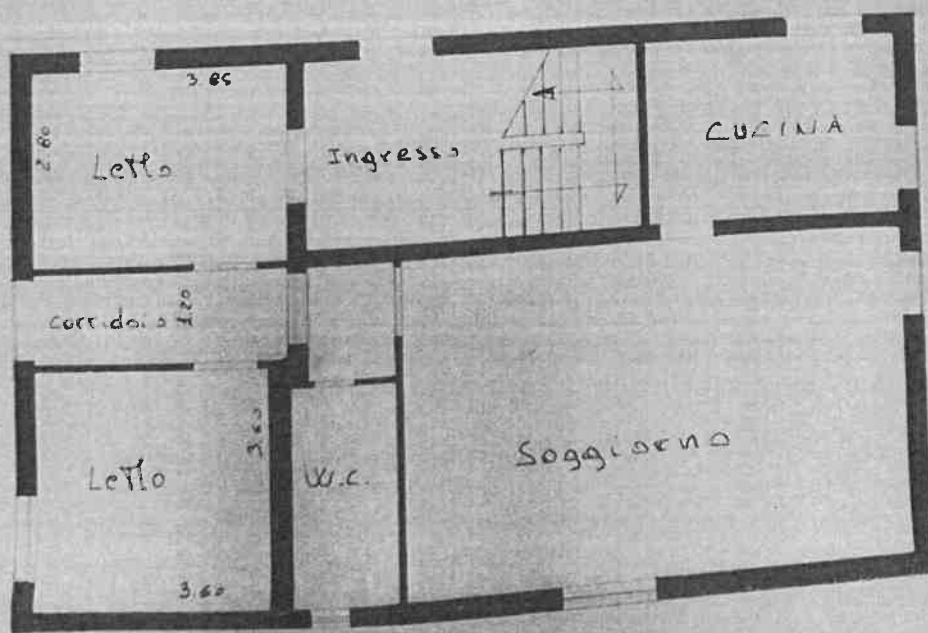 3.85
2.80
Letto
Ingresso
CUCINA
Corridoio
1.20
3.60
Letto
W.C.
Soggiorno
3.60